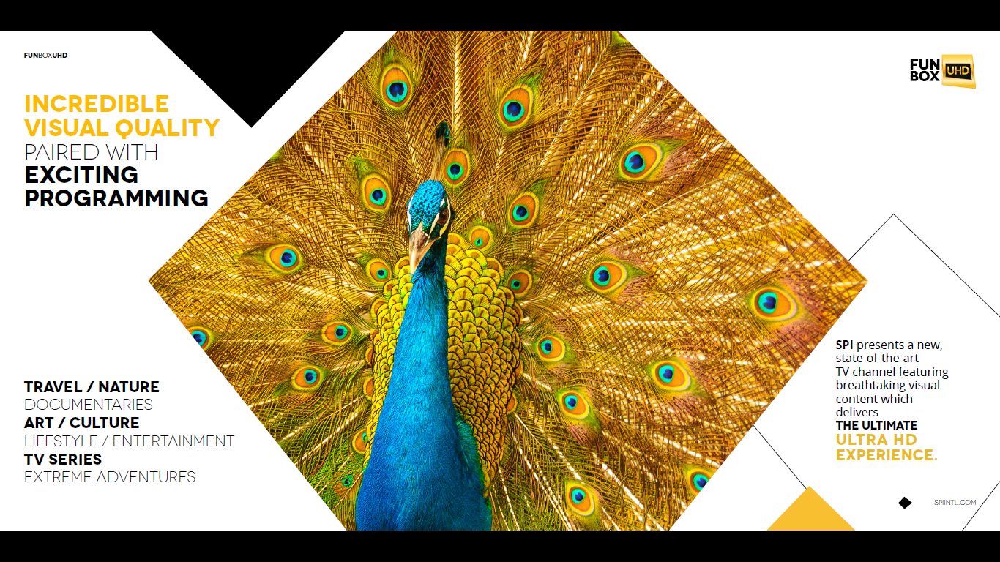 FUNBOXUHD
FUN
BOX
UHD
INCREDIBLE
VISUAL QUALITY
PAIRED WITH
EXCITING
PROGRAMMING
TRAVEL / NATURE
DOCUMENTARIES
ART / CULTURE
LIFESTYLE / ENTERTAINMENT
TV SERIES
EXTREME ADVENTURES
SPI presents a new,
state-of-the-art
TV channel featuring
breathtaking visual
content which
delivers
THE ULTIMATE
ULTRA HD
EXPERIENCE.
SPIINTL.COM